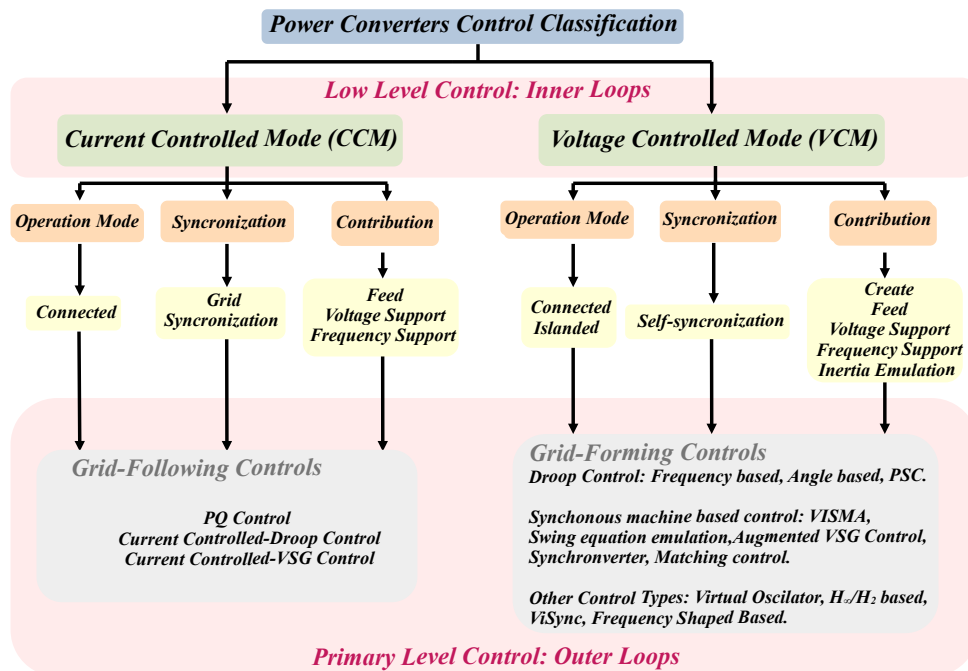 Power Converters Control Classification
Low Level Control: Inner Loops
Current Controlled Mode (CCM)
Voltage Controlled Mode (VCM)
Operation Mode
Syncronization
Contribution
Operation Mode
Syncronization
Contribution
Connected
Grid
Syncronization
Feed
Voltage Support
Frequency Support
Connected
Islanded
Self-syncronization
Create
Feed
Voltage Support
Frequency Support
Inertia Emulation
Grid-Following Controls
PQ Control
Current Controlled-Droop Control
Current Controlled-VSG Control
Grid-Forming Controls
Droop Control: Frequency based, Angle based, PSC.
Synchonous machine based control: VISMA,
Swing equation emulation,Augmented VSG Control,
Synchronverter, Matching control.
Other Control Types: Virtual Oscilator, H∞/H2 based,
ViSync, Frequency Shaped Based.
Primary Level Control: Outer Loops